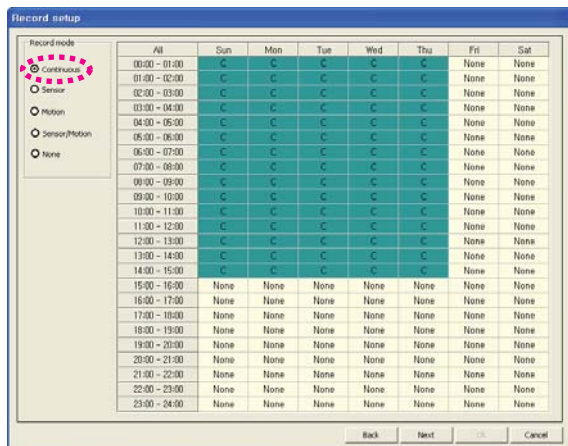 Record setup
Record mode
Continuous
Sensor
Motion
Sensor/Motion
None
All Sun Mon Tue Wed Thu Fri Sat
00:00 - 01:00 C C C C C None None
01:00 - 02:00 C C C C C None None
02:00 - 03:00 C C C C C None None
03:00 - 04:00 C C C C C None None
04:00 - 05:00 C C C C C None None
05:00 - 06:00 C C C C C None None
06:00 - 07:00 C C C C C None None
07:00 - 08:00 C C C C C None None
08:00 - 09:00 C C C C C None None
09:00 - 10:00 C C C C C None None
10:00 - 11:00 C C C C C None None
11:00 - 12:00 C C C C C None None
12:00 - 13:00 C C C C C None None
13:00 - 14:00 C C C C C None None
14:00 - 15:00 C C C C C None None
15:00 - 16:00 None None None None None None None
16:00 - 17:00 None None None None None None None
17:00 - 18:00 None None None None None None None
18:00 - 19:00 None None None None None None None
19:00 - 20:00 None None None None None None None
20:00 - 21:00 None None None None None None None
21:00 - 22:00 None None None None None None None
22:00 - 23:00 None None None None None None None
23:00 - 24:00 None None None None None None None
Back Next OK Cancel